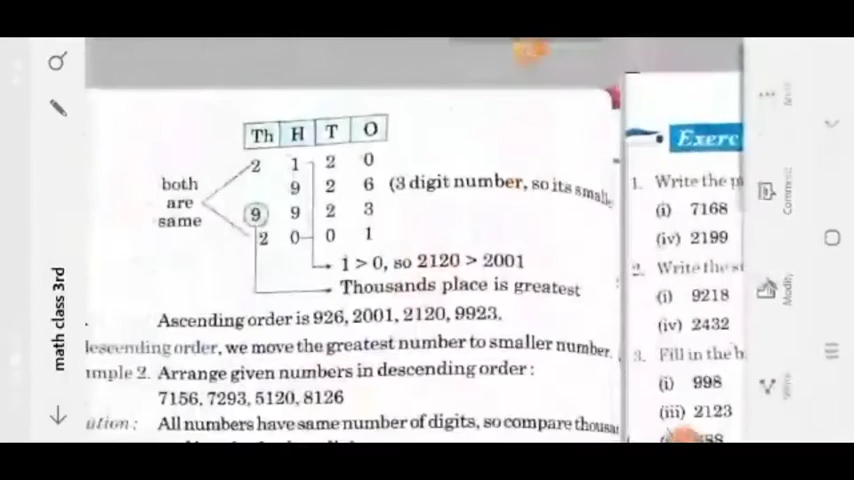 Th H T O
2 1 2 0
9 2 6 (3 digit number, so its small
9 9 2 3
2 0 0 1
both
are
same
1 > 0, so 2120 > 2001
Thousands place is greatest
Ascending order is 926, 2001, 2120, 9923.
descending order, we move the greatest number to smaller number.
mple 2. Arrange given numbers in descending order :
7156, 7293, 5120, 8126
ution : All numbers have same number of digits, so compare thousa
Exerc
1. Write the p
(i) 7168
(iv) 2199
2. Write the s
(i) 9218
(iv) 2432
3. Fill in the b
(i) 998
(iii) 2123
math class 3rd
Comment
Modify